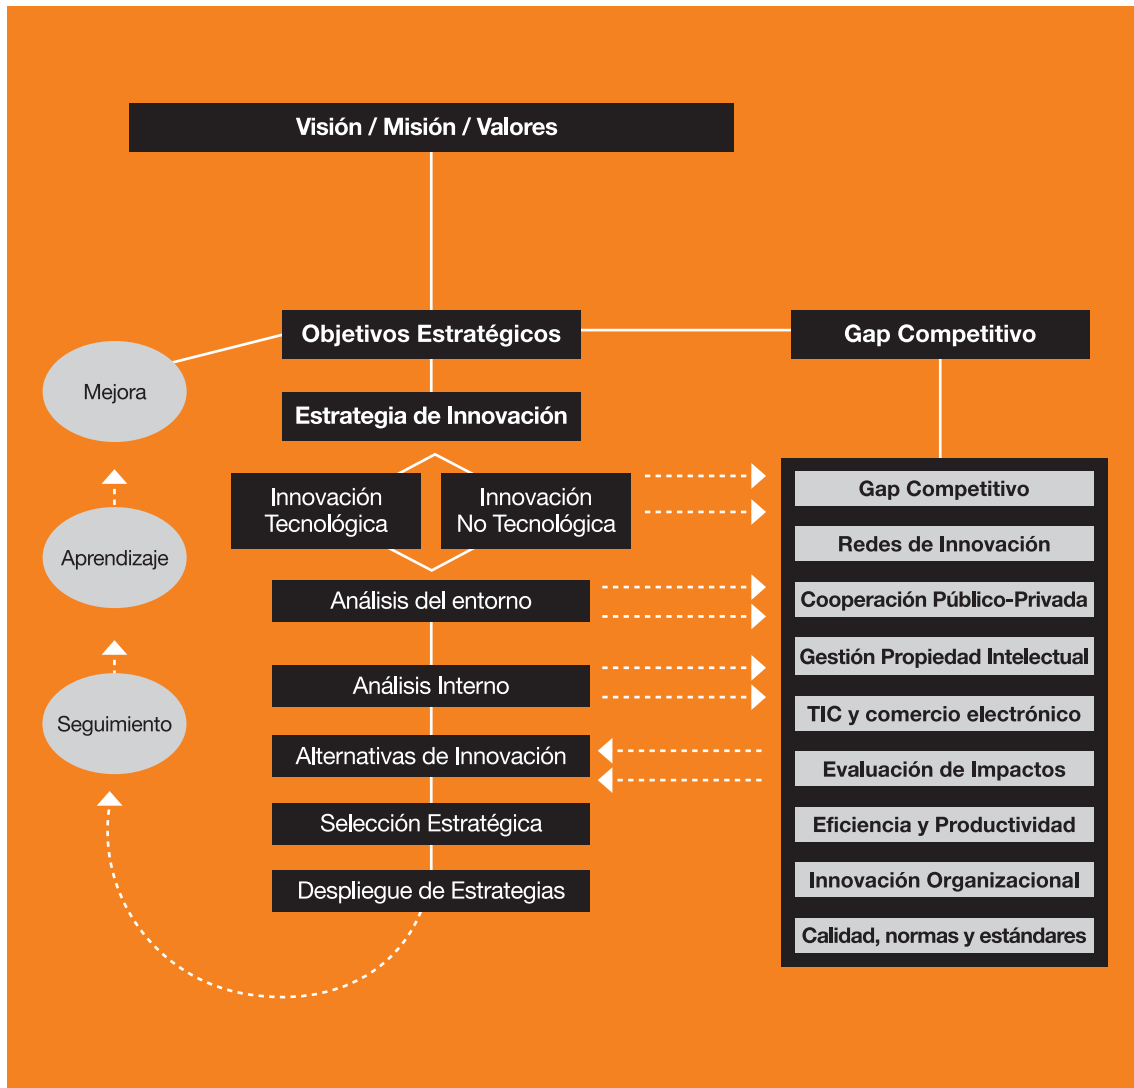 Visión / Misión / Valores
Objetivos Estratégicos
Gap Competitivo
Mejora
Estrategia de Innovación
Innovación
Tecnológica
Innovación
No Tecnológica
Aprendizaje
Análisis del entorno
Análisis Interno
Seguimiento
Alternativas de Innovación
Selección Estratégica
Despliegue de Estrategias
Gap Competitivo
Redes de Innovación
Cooperación Público-Privada
Gestión Propiedad Intelectual
TIC y comercio electrónico
Evaluación de Impactos
Eficiencia y Productividad
Innovación Organizacional
Calidad, normas y estándares